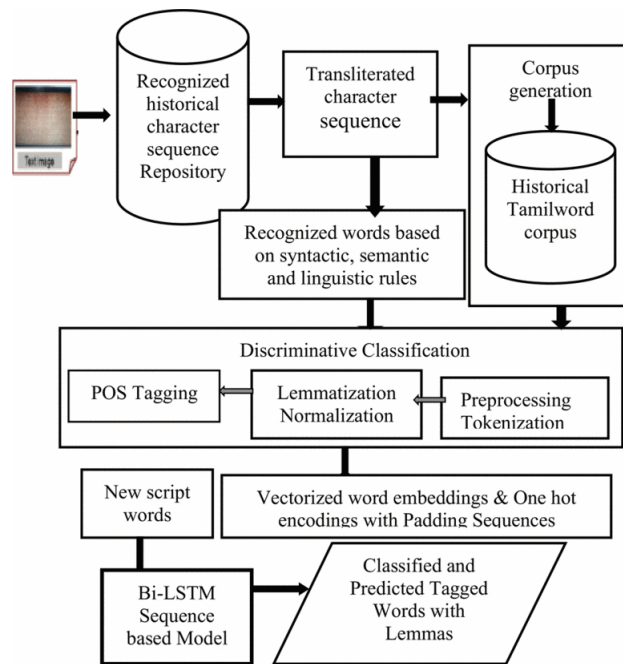 Text image
Recognized
historical
character
sequence
Repository
Transliterated
character
sequence
Corpus
generation
Historical
Tamilword
corpus
Recognized words based
on syntactic, semantic
and linguistic rules
Discriminative Classification
POS Tagging
Lemmatization
Normalization
Preprocessing
Tokenization
New script
words
Vectorized word embeddings & One hot
encodings with Padding Sequences
Bi-LSTM
Sequence
based Model
Classified and
Predicted Tagged
Words with
Lemmas